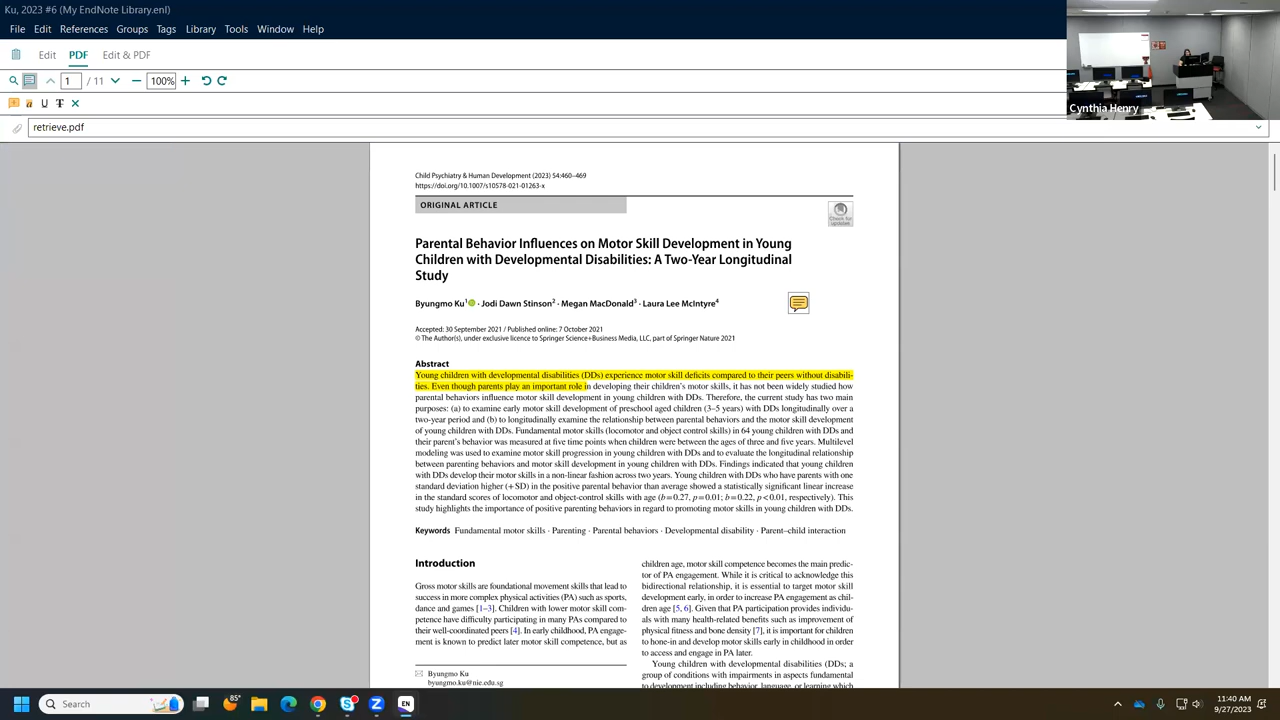 Ku, 2023 #6 (My EndNote Library.enl)
File Edit References Groups Tags Library Tools Window Help
Edit PDF Edit & PDF
1 / 11 100%
a U T
retrieve.pdf
Cynthia Henry
Child Psychiatry & Human Development (2023) 54:460–469
https://doi.org/10.1007/s10578-021-01263-x
ORIGINAL ARTICLE
Check for
updates
Parental Behavior Influences on Motor Skill Development in Young
Children with Developmental Disabilities: A Two-Year Longitudinal
Study
Byungmo Ku1 · Jodi Dawn Stinson2 · Megan MacDonald3 · Laura Lee McIntyre4
Accepted: 30 September 2021 / Published online: 7 October 2021
© The Author(s), under exclusive licence to Springer Science+Business Media, LLC, part of Springer Nature 2021
Abstract
Young children with developmental disabilities (DDs) experience motor skill deficits compared to their peers without disabili-
ties. Even though parents play an important role in developing their children's motor skills, it has not been widely studied how
parental behaviors influence motor skill development in young children with DDs. Therefore, the current study has two main
purposes: (a) to examine early motor skill development of preschool aged children (3–5 years) with DDs longitudinally over a
two-year period and (b) to longitudinally examine the relationship between parental behaviors and the motor skill development
of young children with DDs. Fundamental motor skills (locomotor and object control skills) in 64 young children with DDs and
their parent's behavior was measured at five time points when children were between the ages of three and five years. Multilevel
modeling was used to examine motor skill progression in young children with DDs and to evaluate the longitudinal relationship
between parenting behaviors and motor skill development in young children with DDs. Findings indicated that young children
with DDs develop their motor skills in a non-linear fashion across two years. Young children with DDs who have parents with one
standard deviation higher (+ SD) in the positive parental behavior than average showed a statistically significant linear increase
in the standard scores of locomotor and object-control skills with age (b = 0.27, p = 0.01; b = 0.22, p < 0.01, respectively). This
study highlights the importance of positive parenting behaviors in regard to promoting motor skills in young children with DDs.
Keywords Fundamental motor skills · Parenting · Parental behaviors · Developmental disability · Parent–child interaction
Introduction
Gross motor skills are foundational movement skills that lead to
success in more complex physical activities (PA) such as sports,
dance and games [1–3]. Children with lower motor skill com-
petence have difficulty participating in many PAs compared to
their well-coordinated peers [4]. In early childhood, PA engage-
ment is known to predict later motor skill competence, but as
Byungmo Ku
byungmo.ku@nie.edu.sg
children age, motor skill competence becomes the main predic-
tor of PA engagement. While it is critical to acknowledge this
bidirectional relationship, it is essential to target motor skill
development early, in order to increase PA engagement as chil-
dren age [5, 6]. Given that PA participation provides individu-
als with many health-related benefits such as improvement of
physical fitness and bone density [7], it is important for children
to hone-in and develop motor skills early in childhood in order
to access and engage in PA later.
Young children with developmental disabilities (DDs; a
group of conditions with impairments in aspects fundamental
to development including behavior, language, or learning which
Search
85°
EN
11:40 AM
9/27/2023